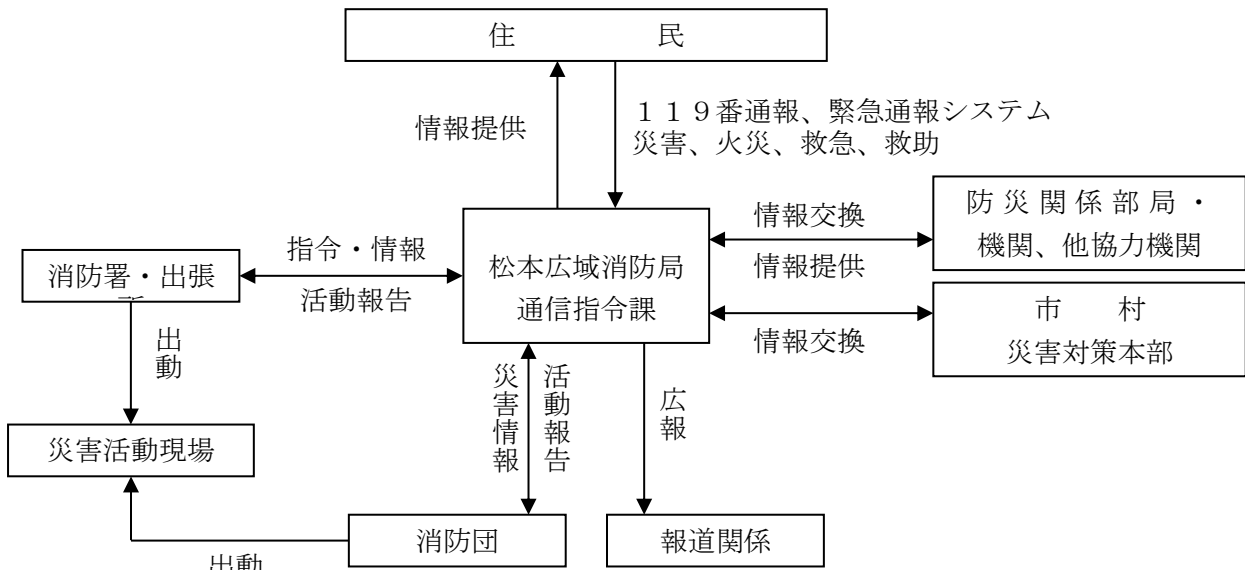 住　　　　民
情報提供
１１９番通報、緊急通報システム
災害、火災、救急、救助
防災関係部局・
機関、他協力機関
情報交換
情報提供
指令・情報
活動報告
消防署・出張
松本広域消防局
通信指令課
市　　村
災害対策本部
情報交換
出動
災害情報
活動報告
広報
災害活動現場
消防団
報道関係
出動